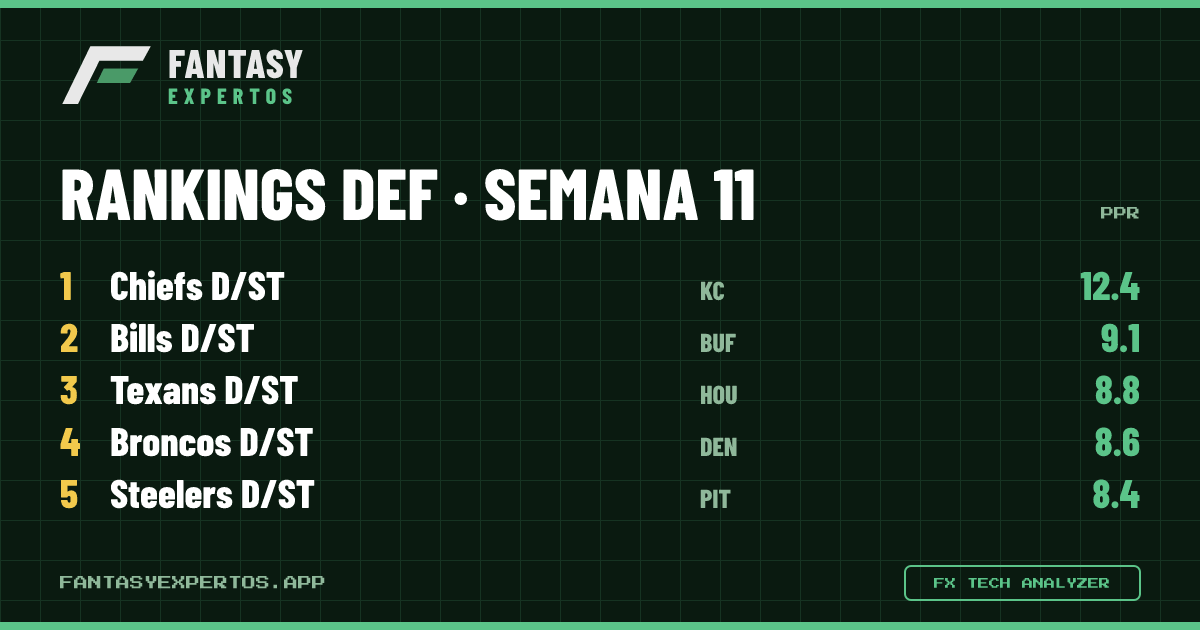 FANTASY
EXPERTOS
RANKINGS DEF · SEMANA 11
PPR
1 Chiefs D/ST KC 12.4
2 Bills D/ST BUF 9.1
3 Texans D/ST HOU 8.8
4 Broncos D/ST DEN 8.6
5 Steelers D/ST PIT 8.4
FANTASYEXPERTOS.APP
FX TECH ANALYZER